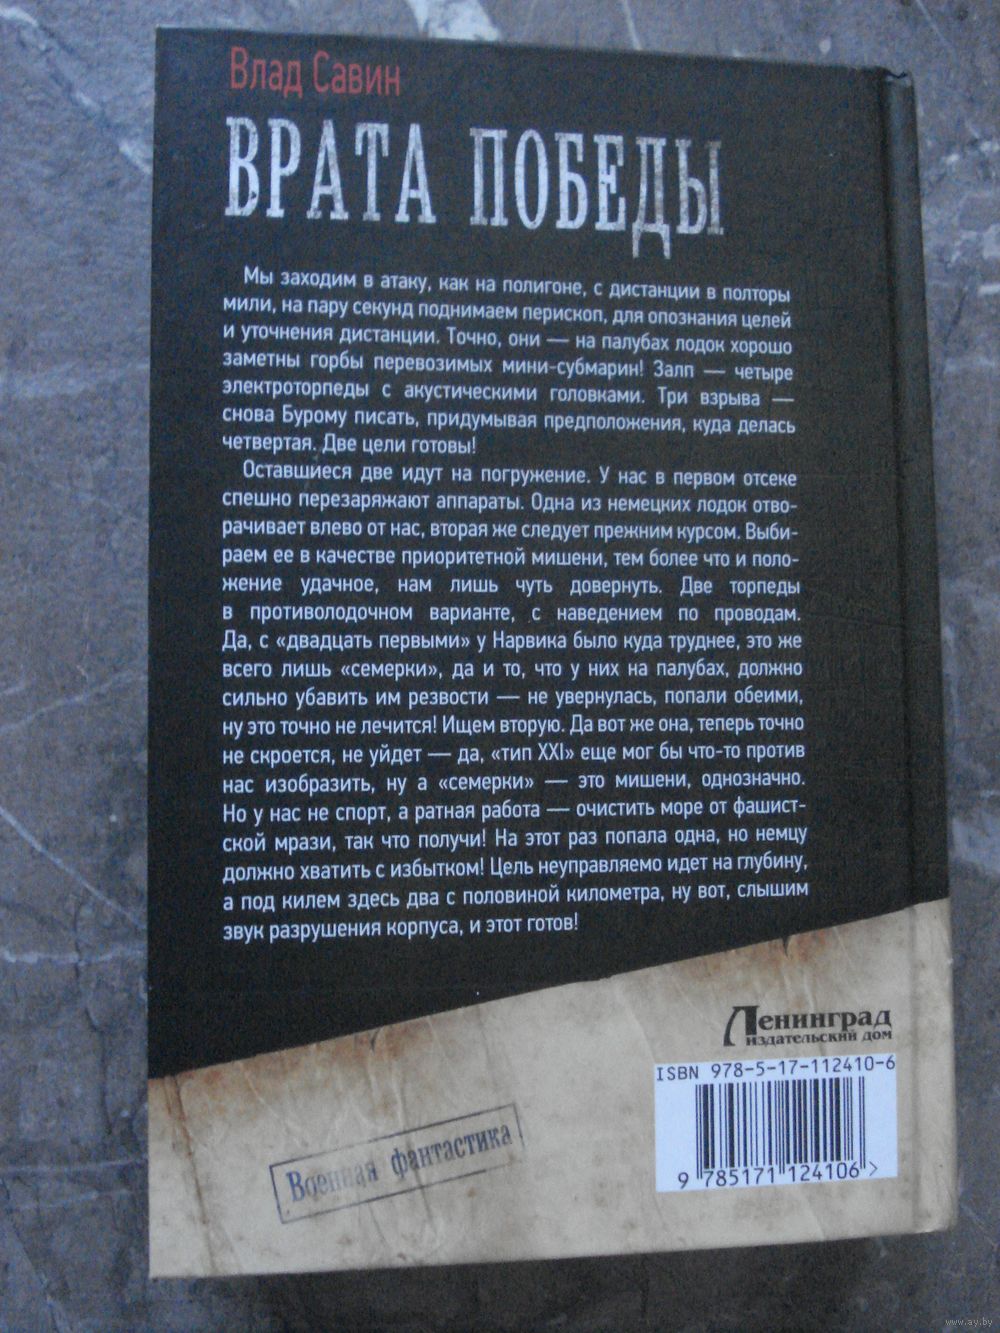 Влад Савин
ВРАТА ПОБЕДЫ
Мы заходим в атаку, как на полигоне, с дистанции в полторы
мили, на пару секунд поднимаем перископ, для опознания целей
и уточнения дистанции. Точно, они — на палубах лодок хорошо
заметны горбы перевозимых мини-субмарин! Залп — четыре
электроторпеды с акустическими головками. Три взрыва —
снова Бурому писать, придумывая предположения, куда делась
четвертая. Две цели готовы!
Оставшиеся две идут на погружение. У нас в первом отсеке
спешно перезаряжают аппараты. Одна из немецких лодок отво-
рачивает влево от нас, вторая же следует прежним курсом. Выби-
раем ее в качестве приоритетной мишени, тем более что и поло-
жение удачное, нам лишь чуть довернуть. Две торпеды
в противолодочном варианте, с наведением по проводам.
Да, с «двадцать первыми» у Нарвика было куда труднее, это же
всего лишь «семерки», да и то, что у них на палубах, должно
сильно убавить им резвости — не увернулась, попали обеими,
ну это точно не лечится! Ищем вторую. Да вот же она, теперь точно
не скроется, не уйдет — да, «тип XXI» еще мог бы что-то против
нас изобразить, ну а «семерки» — это мишени, однозначно.
Но у нас не спорт, а ратная работа — очистить море от фашист-
ской мрази, так что получи! На этот раз попала одна, но немцу
должно хватить с избытком! Цель неуправляемо идет на глубину,
а под килем здесь два с половиной километра, ну вот, слышим
звук разрушения корпуса, и этот готов!
Ленинград
издательский дом
ISBN 978-5-17-112410-6
9 785171 124106 >
Военная фантастика
www.ay.by